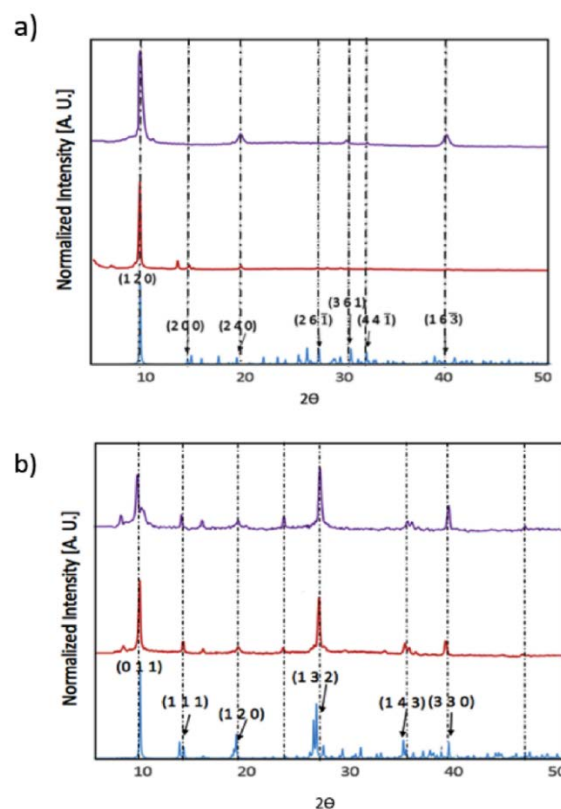 a)
Normalized Intensity [A. U.]
(1 2 0)
(2 0 0)
(2 4 0)
(2 6 1̅)
(3 6 1)
(4 4 1̅)
(1 6 3̅)
10 20 30 40 50
2Θ
b)
Normalized Intensity [A. U.]
(0 1 1)
(1 1 1)
(1 2 0)
(1 3 2)
(1 4 3)
(3 3 0)
10 20 30 40 50
2Θ